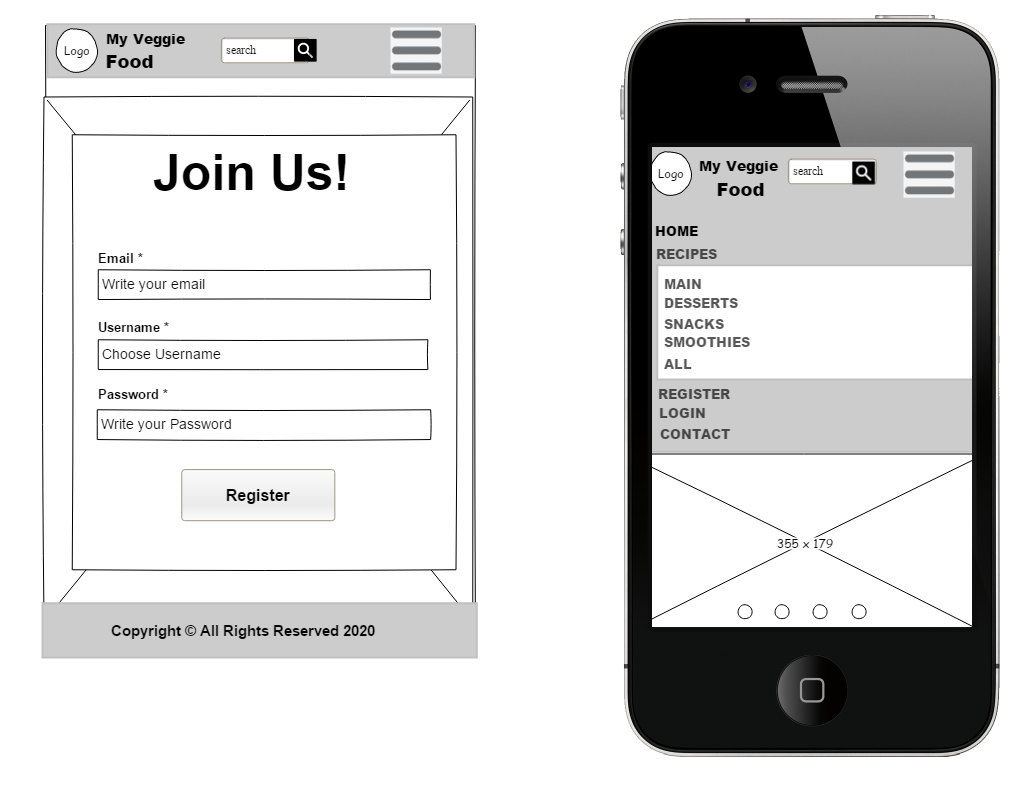 Logo
My Veggie
Food
search
Join Us!
Email *
Write your email
Username *
Choose Username
Password *
Write your Password
Register
Copyright © All Rights Reserved 2020
Logo
My Veggie
Food
search
HOME
RECIPES
MAIN
DESSERTS
SNACKS
SMOOTHIES
ALL
REGISTER
LOGIN
CONTACT
355 x 179